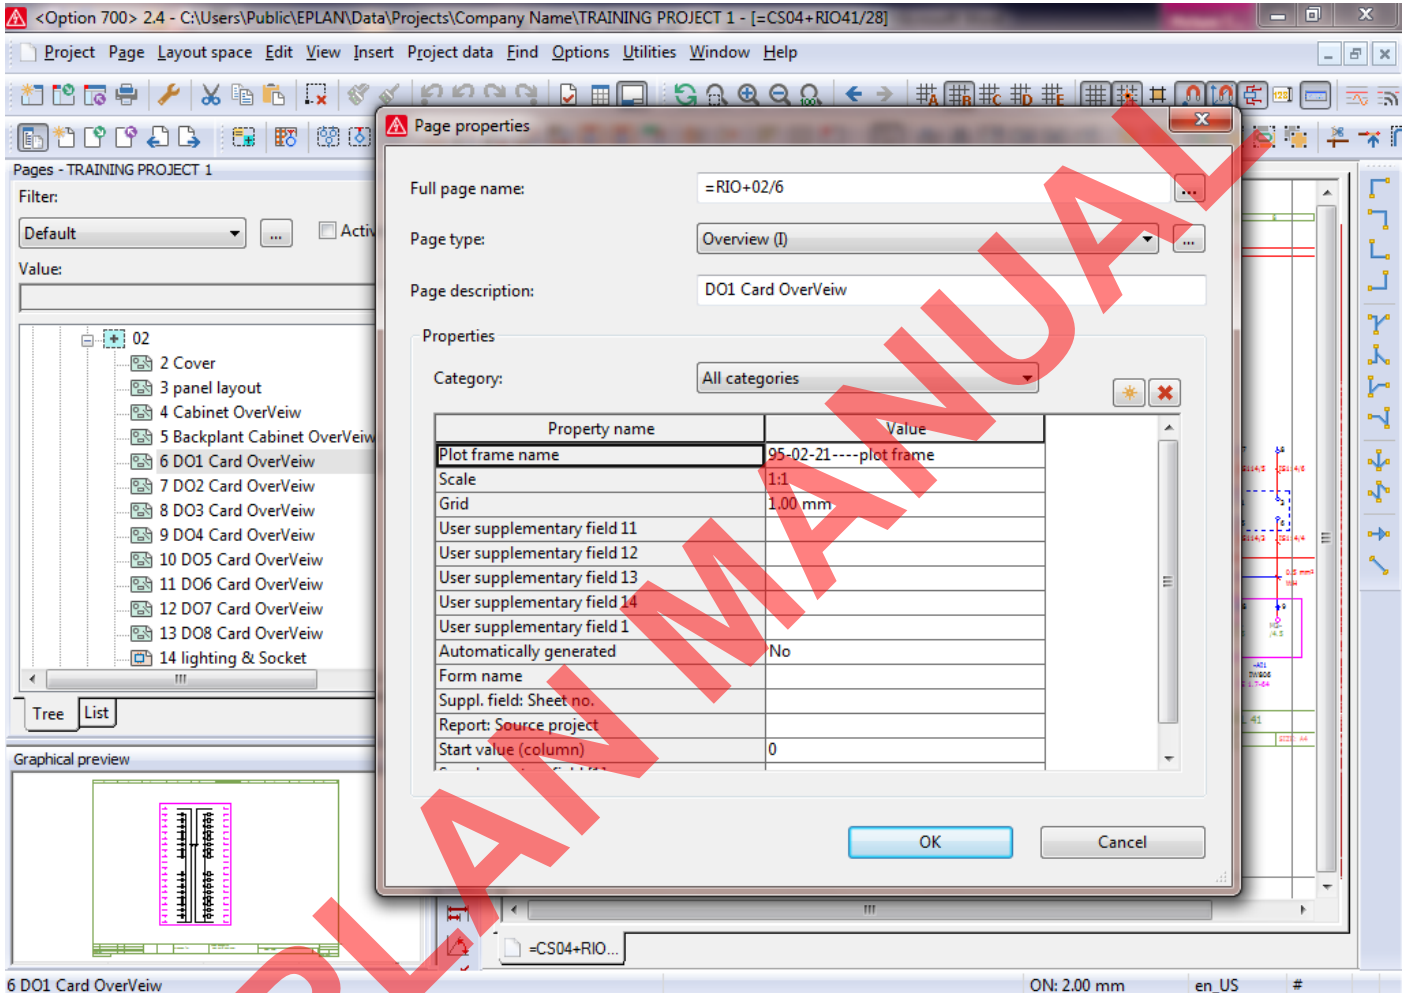 <Option 700> 2.4 - C:\Users\Public\EPLAN\Data\Projects\Company Name\TRAINING PROJECT 1 - [=CS04+RIO41/28]
Project Page Layout space Edit View Insert Project data Find Options Utilities Window Help
Pages - TRAINING PROJECT 1
Filter:
Default
...
Activ
Value:
02
2 Cover
3 panel layout
4 Cabinet OverVeiw
5 Backplant Cabinet OverVeiw
6 DO1 Card OverVeiw
7 DO2 Card OverVeiw
8 DO3 Card OverVeiw
9 DO4 Card OverVeiw
10 DO5 Card OverVeiw
11 DO6 Card OverVeiw
12 DO7 Card OverVeiw
13 DO8 Card OverVeiw
14 lighting & Socket
Tree List
Graphical preview
Page properties
Full page name: =RIO+02/6 ...
Page type: Overview (I) ...
Page description: DO1 Card OverVeiw
Properties
Category: All categories
Property name Value
Plot frame name 95-02-21----plot frame
Scale 1:1
Grid 1.00 mm
User supplementary field 11
User supplementary field 12
User supplementary field 13
User supplementary field 14
User supplementary field 1
Automatically generated No
Form name
Suppl. field: Sheet no.
Report: Source project
Start value (column) 0
OK Cancel
EPLAN MANUAL
=CS04+RIO...
6 DO1 Card OverVeiw
ON: 2.00 mm en_US #